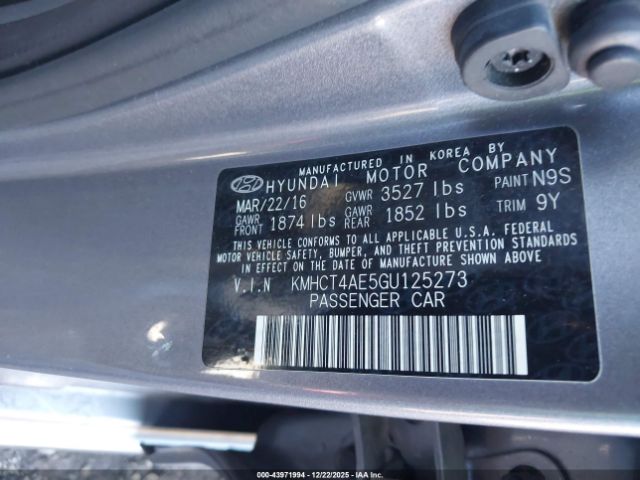 MANUFACTURED IN KOREA BY
HYUNDAI MOTOR COMPANY
MAR/22/16 GVWR 3527 lbs PAINT N9S
GAWR FRONT 1874 lbs GAWR REAR 1852 lbs TRIM 9Y
THIS VEHICLE CONFORMS TO ALL APPLICABLE U.S.A. FEDERAL
MOTOR VEHICLE SAFETY, BUMPER, AND THEFT PREVENTION STANDARDS
IN EFFECT ON THE DATE OF MANUFACTURE SHOWN ABOVE
V.I.N KMHCT4AE5GU125273
PASSENGER CAR
© 00-43971994 - 12/22/2025 - IAA Inc.